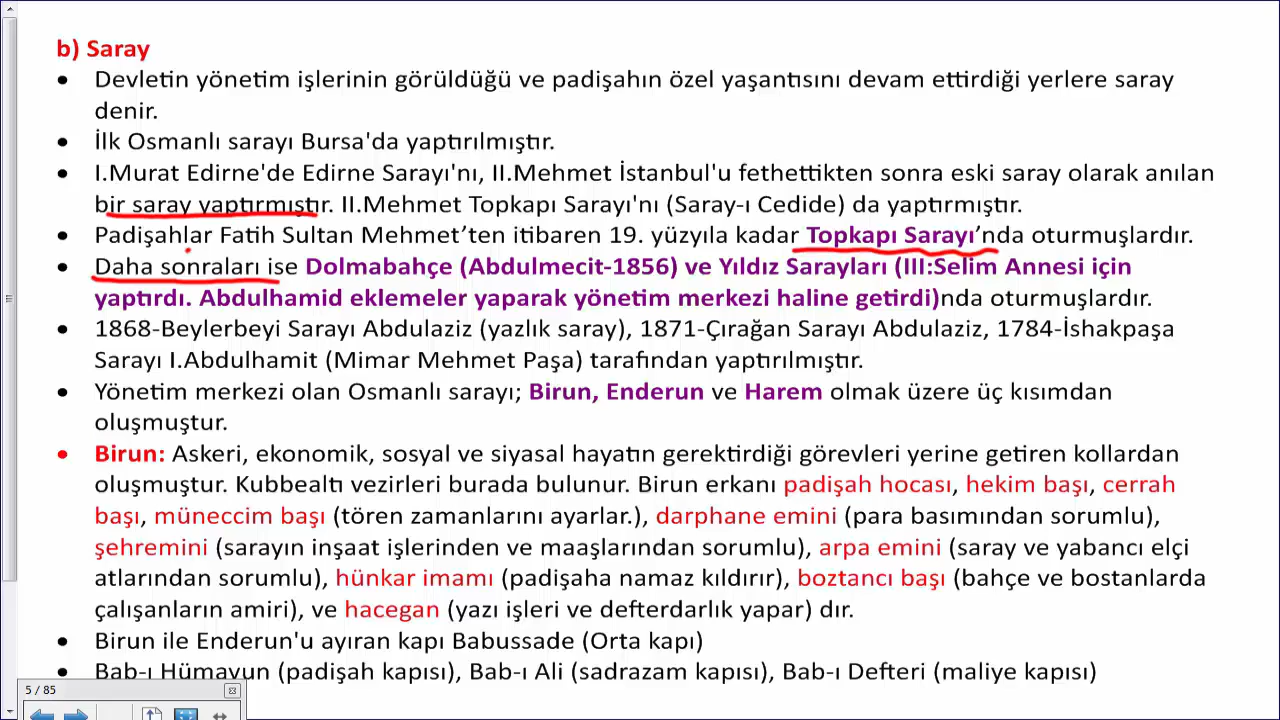 b) Saray
• Devletin yönetim işlerinin görüldüğü ve padişahın özel yaşantısını devam ettirdiği yerlere saray
denir.
• İlk Osmanlı sarayı Bursa'da yaptırılmıştır.
• I.Murat Edirne'de Edirne Sarayı'nı, II.Mehmet İstanbul'u fethettikten sonra eski saray olarak anılan
bir saray yaptırmıştır. II.Mehmet Topkapı Sarayı'nı (Saray-ı Cedide) da yaptırmıştır.
• Padişahlar Fatih Sultan Mehmet’ten itibaren 19. yüzyıla kadar Topkapı Sarayı’nda oturmuşlardır.
• Daha sonraları ise Dolmabahçe (Abdulmecit-1856) ve Yıldız Sarayları (III:Selim Annesi için
yaptırdı. Abdulhamid eklemeler yaparak yönetim merkezi haline getirdi)nda oturmuşlardır.
• 1868-Beylerbeyi Sarayı Abdulaziz (yazlık saray), 1871-Çırağan Sarayı Abdulaziz, 1784-İshakpaşa
Sarayı I.Abdulhamit (Mimar Mehmet Paşa) tarafından yaptırılmıştır.
• Yönetim merkezi olan Osmanlı sarayı; Birun, Enderun ve Harem olmak üzere üç kısımdan
oluşmuştur.
• Birun: Askeri, ekonomik, sosyal ve siyasal hayatın gerektirdiği görevleri yerine getiren kollardan
oluşmuştur. Kubbealtı vezirleri burada bulunur. Birun erkanı padişah hocası, hekim başı, cerrah
başı, müneccim başı (tören zamanlarını ayarlar.), darphane emini (para basımından sorumlu),
şehremini (sarayın inşaat işlerinden ve maaşlarından sorumlu), arpa emini (saray ve yabancı elçi
atlarından sorumlu), hünkar imamı (padişaha namaz kıldırır), boztancı başı (bahçe ve bostanlarda
çalışanların amiri), ve hacegan (yazı işleri ve defterdarlık yapar) dır.
• Birun ile Enderun'u ayıran kapı Babussade (Orta kapı)
• Bab-ı Hümayun (padişah kapısı), Bab-ı Ali (sadrazam kapısı), Bab-ı Defteri (maliye kapısı)
5 / 85